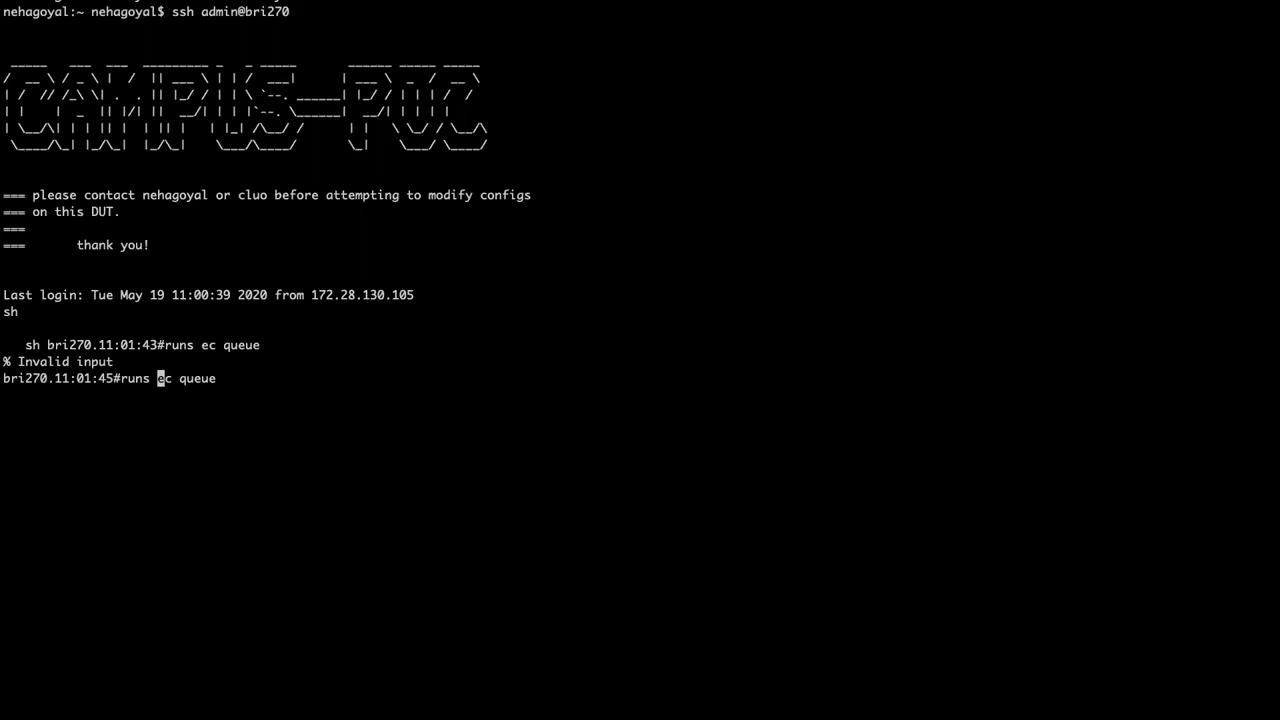 nehagoyal:~ nehagoyal$ ssh admin@bri270
CAMPUS-POC
=== please contact nehagoyal or cluo before attempting to modify configs
=== on this DUT.
===
===       thank you!
Last login: Tue May 19 11:00:39 2020 from 172.28.130.105
sh
   sh bri270.11:01:43#runs ec queue
% Invalid input
bri270.11:01:45#runs ec queue